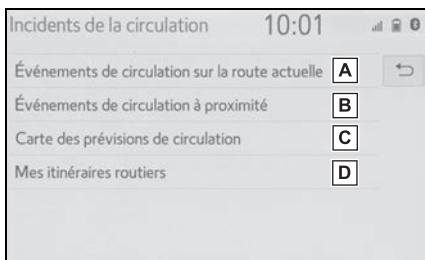 Incidents de la circulation 10:01
Événements de circulation sur la route actuelle A
Événements de circulation à proximité B
Carte des prévisions de circulation C
Mes itinéraires routiers D